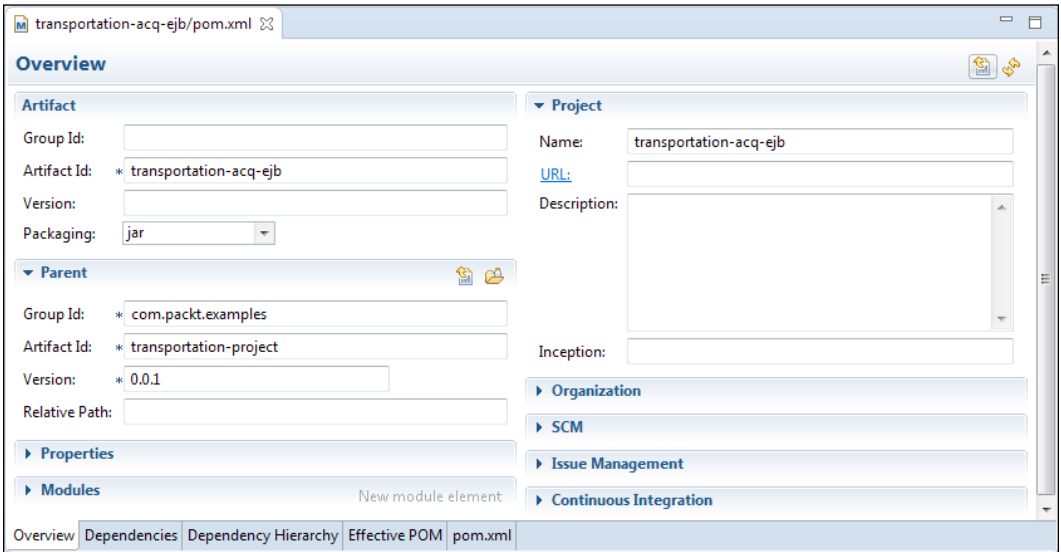 transportation-acq-ejb/pom.xml
Overview
Artifact
Group Id:
Artifact Id: * transportation-acq-ejb
Version:
Packaging: jar
Parent
Group Id: * com.packt.examples
Artifact Id: * transportation-project
Version: * 0.0.1
Relative Path:
Properties
Modules New module element
Project
Name: transportation-acq-ejb
URL:
Description:
Inception:
Organization
SCM
Issue Management
Continuous Integration
Overview Dependencies Dependency Hierarchy Effective POM pom.xml